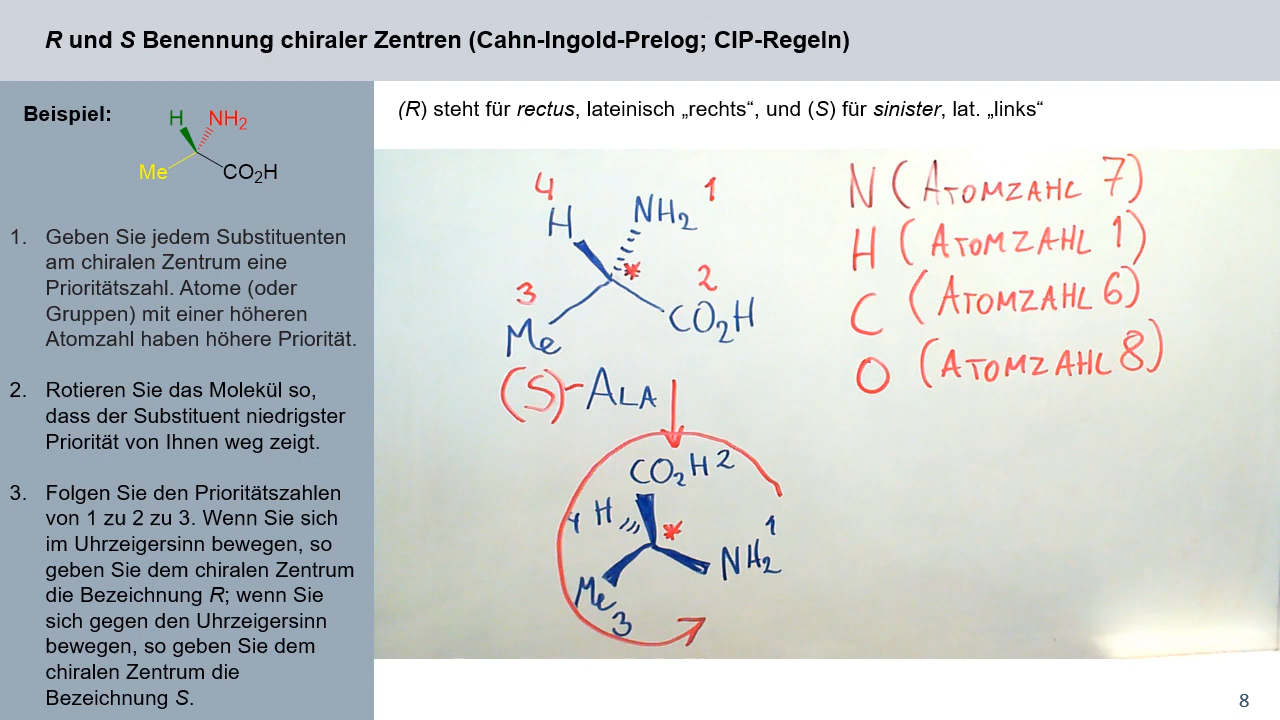 R und S Benennung chiraler Zentren (Cahn-Ingold-Prelog; CIP-Regeln)
Beispiel:
H NH2
Me CO2H
1. Geben Sie jedem Substituenten
am chiralen Zentrum eine
Prioritätszahl. Atome (oder
Gruppen) mit einer höheren
Atomzahl haben höhere Priorität.
2. Rotieren Sie das Molekül so,
dass der Substituent niedrigster
Priorität von Ihnen weg zeigt.
3. Folgen Sie den Prioritätszahlen
von 1 zu 2 zu 3. Wenn Sie sich
im Uhrzeigersinn bewegen, so
geben Sie dem chiralen Zentrum
die Bezeichnung R; wenn Sie
sich gegen den Uhrzeigersinn
bewegen, so geben Sie dem
chiralen Zentrum die
Bezeichnung S.
(R) steht für rectus, lateinisch „rechts“, und (S) für sinister, lat. „links“
4 1
H NH2
* 
3 2
Me CO2H
(S)-ALA
CO2H 2
4 H *
1
NH2
Me
3
N (ATOMZAHL 7)
H (ATOMZAHL 1)
C (ATOMZAHL 6)
O (ATOMZAHL 8)
8